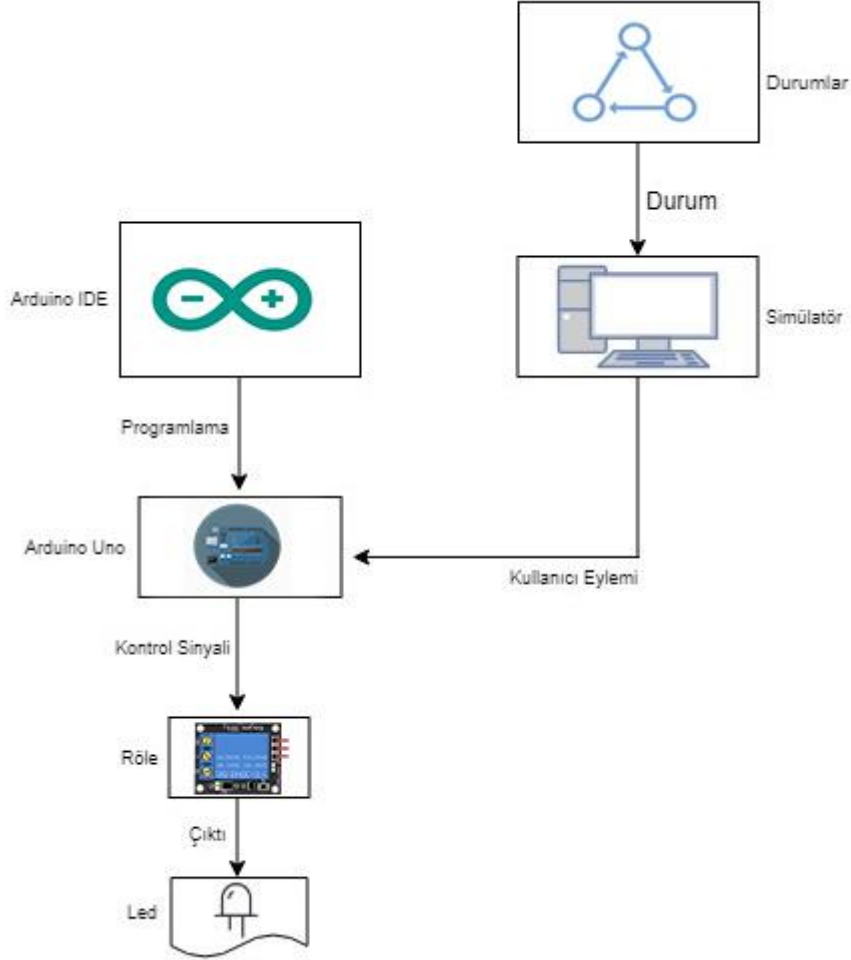 Durumlar
Durum
Arduino IDE
Simülatör
Programlama
Arduino Uno
Kullanıcı Eylemi
Kontrol Sinyali
Röle
Çıktı
Led